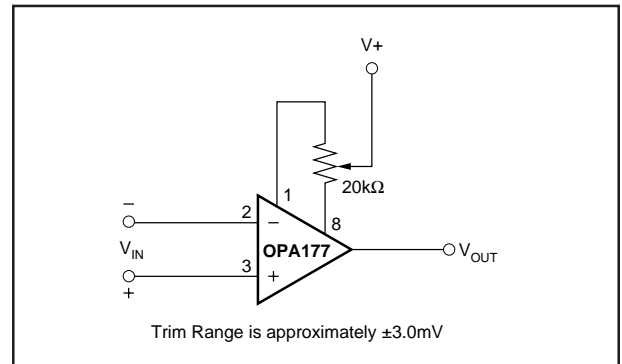 V+
20kΩ
1
8
−
2
−
OPA177
V_IN
V_OUT
3
+
+
Trim Range is approximately ±3.0mV